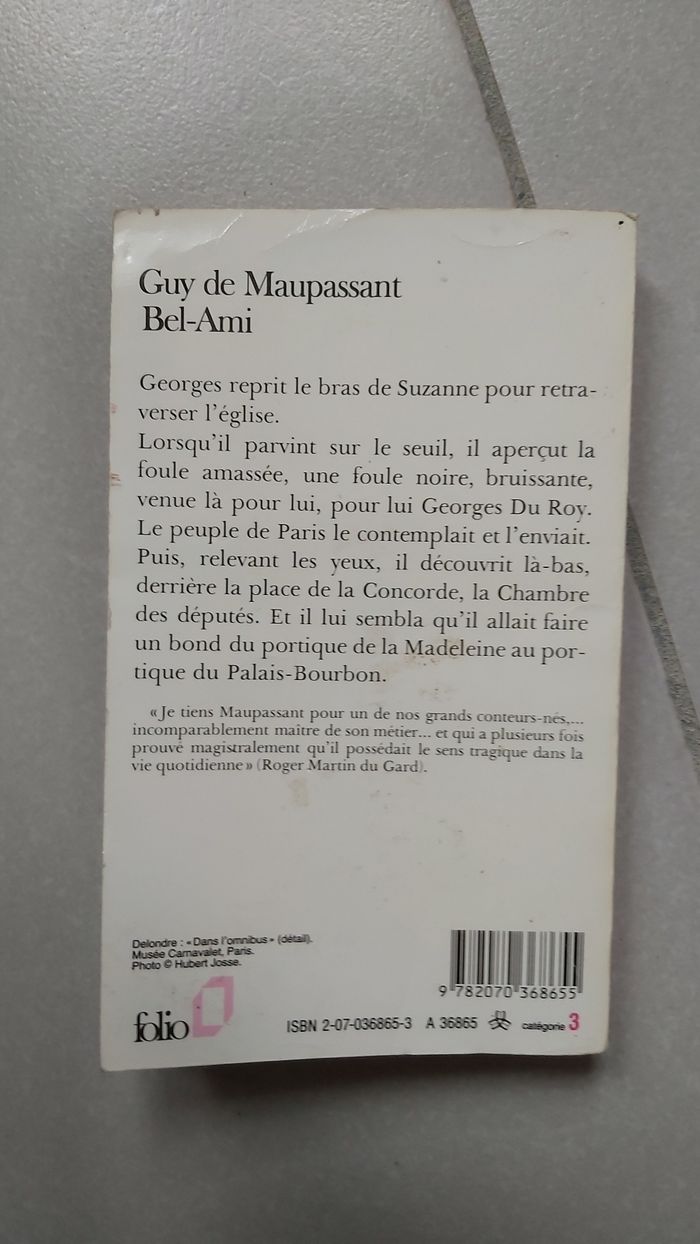 Guy de Maupassant
Bel-Ami
Georges reprit le bras de Suzanne pour retra-
verser l'église.
Lorsqu'il parvint sur le seuil, il aperçut la
foule amassée, une foule noire, bruissante,
venue là pour lui, pour lui Georges Du Roy.
Le peuple de Paris le contemplait et l'enviait.
Puis, relevant les yeux, il découvrit là-bas,
derrière la place de la Concorde, la Chambre
des députés. Et il lui sembla qu'il allait faire
un bond du portique de la Madeleine au por-
tique du Palais-Bourbon.
« Je tiens Maupassant pour un de nos grands conteurs-nés,...
incomparablement maître de son métier... et qui a plusieurs fois
prouvé magistralement qu'il possédait le sens tragique dans la
vie quotidienne » (Roger Martin du Gard).
Delondre : « Dans l'omnibus » (détail).
Musée Carnavalet, Paris.
Photo © Hubert Josse.
9 782070 368655
folio
ISBN 2-07-036865-3 A 36865 catégorie 3